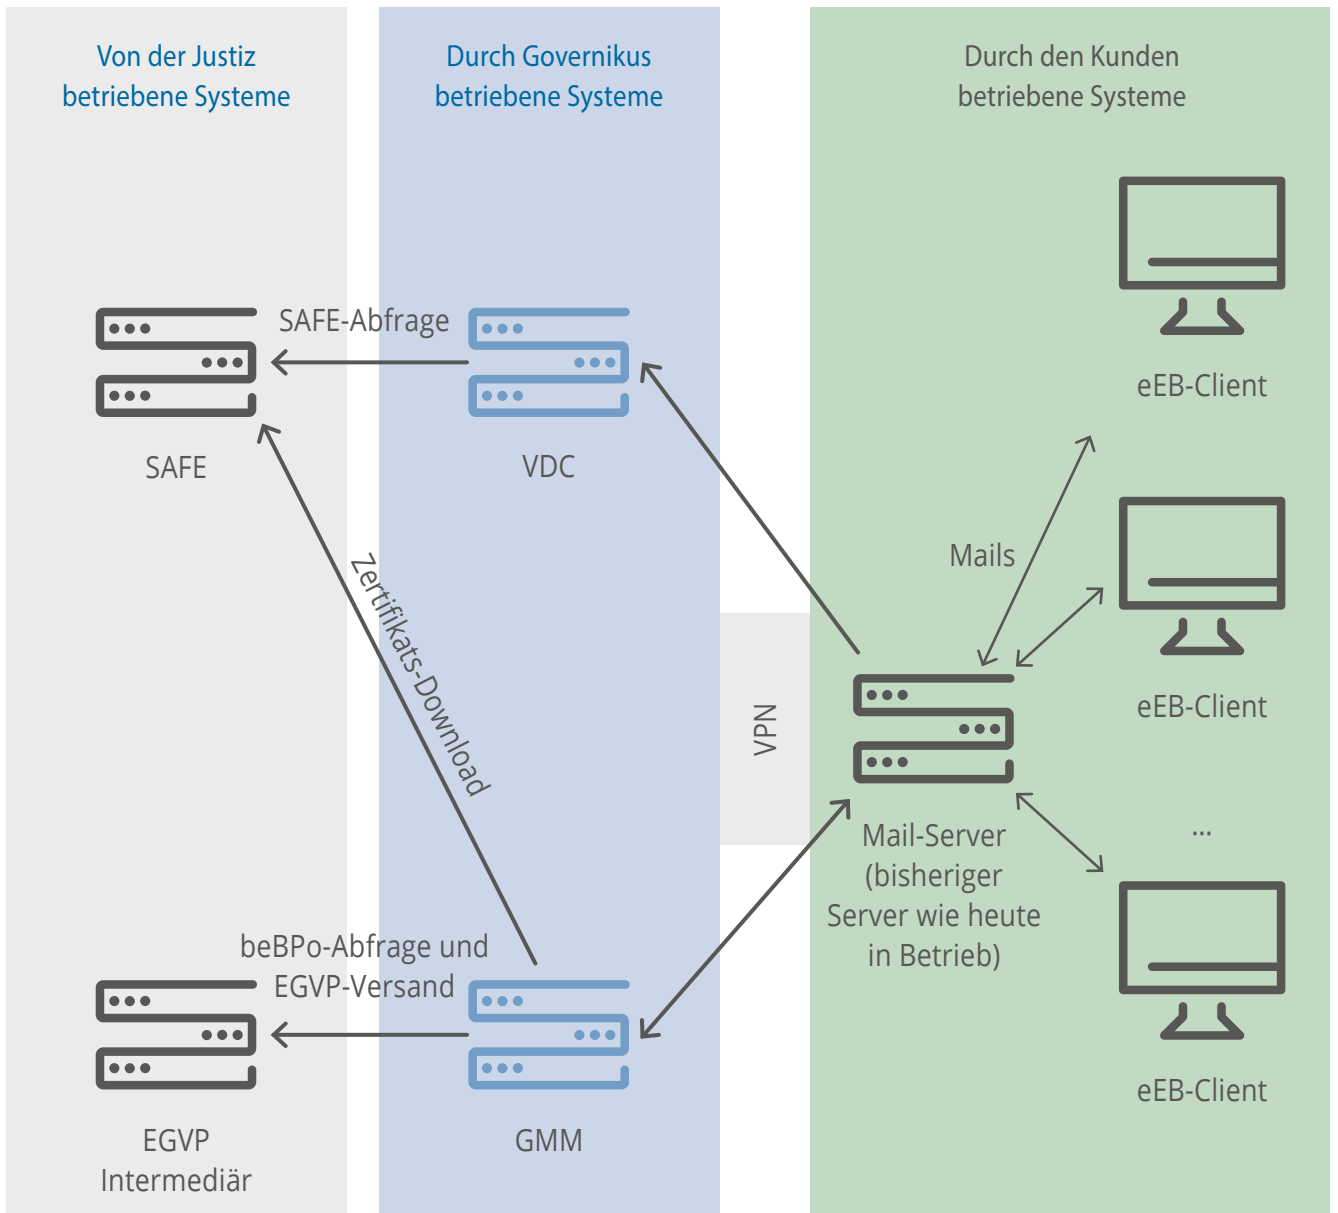 Von der Justiz
betriebene Systeme
Durch Governikus
betriebene Systeme
Durch den Kunden
betriebene Systeme
SAFE-Abfrage
SAFE
VDC
eEB-Client
Mails
Zertifikats-Download
eEB-Client
VPN
Mail-Server
(bisheriger
Server wie heute
in Betrieb)
...
beBPo-Abfrage und
EGVP-Versand
eEB-Client
EGVP
Intermediär
GMM